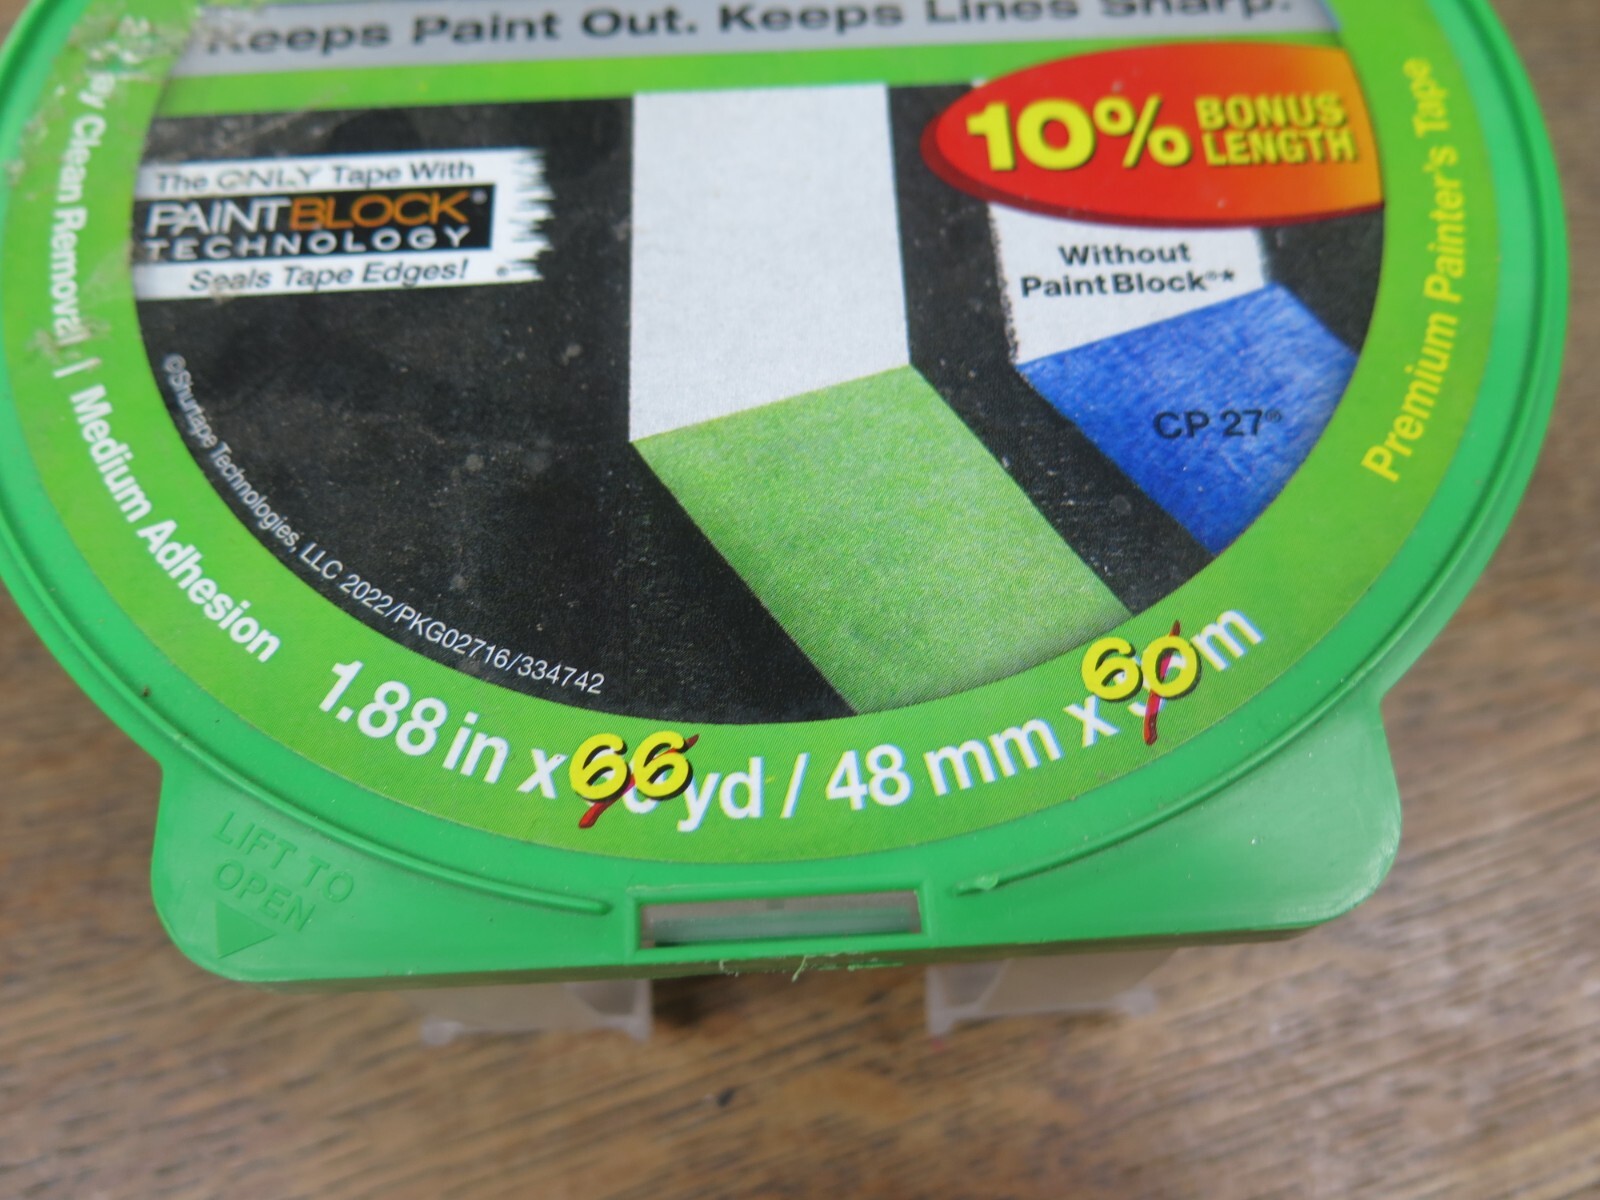 Keeps Paint Out. Keeps Lines Sharp.
10% BONUS
LENGTH
The ONLY Tape With
PAINTBLOCK®
TECHNOLOGY
Seals Tape Edges!
Without
PaintBlock®*
CP 27®
Day Clean Removal | Medium Adhesion
Premium Painter's Tape
©Shurtape Technologies, LLC 2022/PKG02716/334742
1.88 in x 66 yd / 48 mm x 60 m
LIFT TO
OPEN